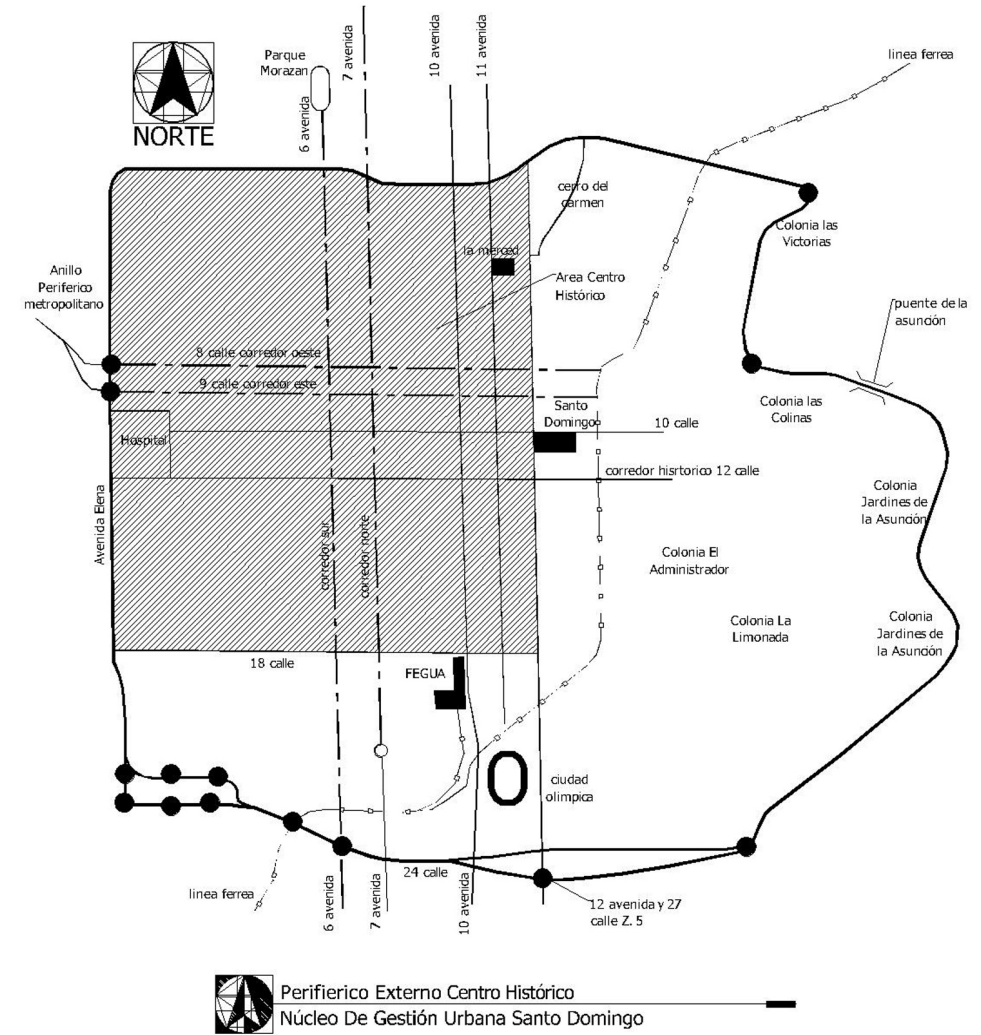 7 avenida
10 avenida
11 avenida
linea ferrea
Parque
Morazan
6 avenida
NORTE
cerro del
carmen
Colonia las
Victorias
la merced
Anillo
Periferico
metropolitano
Area Centro
Histórico
puente de la
asunción
8 calle corredor oeste
9 calle corredor este
Santo
Domingo
Colonia las
Colinas
10 calle
Hospital
corredor hisrtorico 12 calle
Colonia
Jardines de
la Asunción
Avenida Elena
corredor sur
corredor norte
Colonia El
Administrador
Colonia La
Limonada
Colonia
Jardines de
la Asunción
18 calle
FEGUA
ciudad
olimpica
24 calle
linea ferrea
6 avenida
7 avenida
10 avenida
12 avenida y 27
calle Z. 5
Perifierico Externo Centro Histórico
Núcleo De Gestión Urbana Santo Domingo